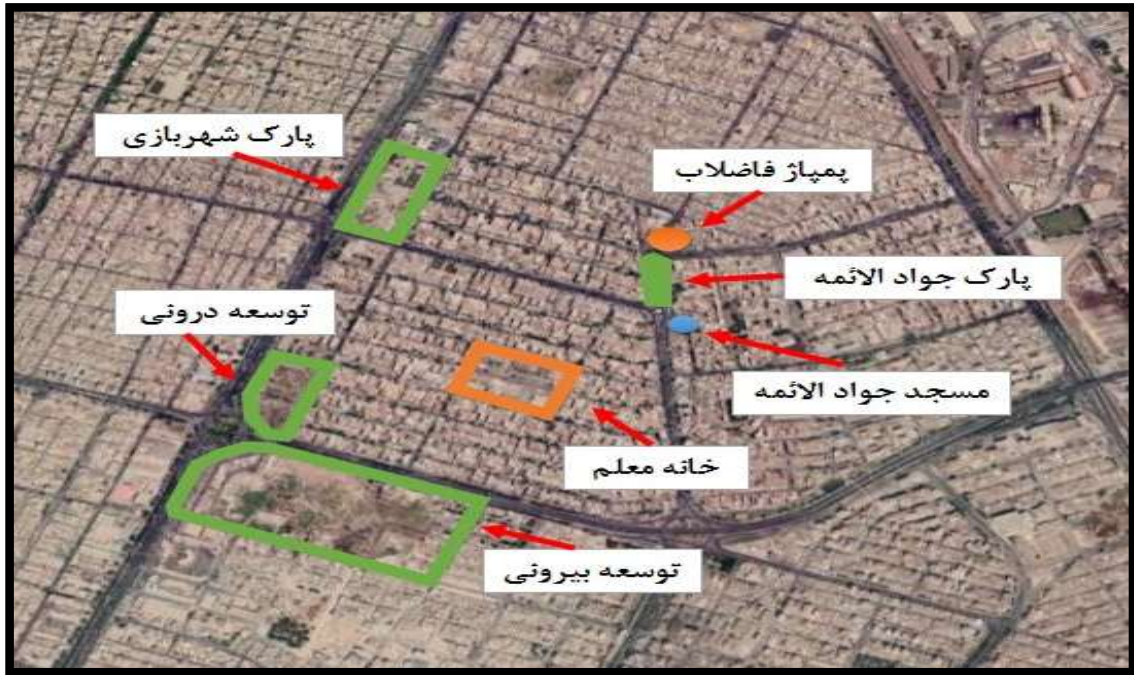 پارک شهربازی
پمپاژ فاضلاب
پارک جواد الائمه
توسعه درونی
مسجد جواد الائمه
خانه معلم
توسعه بیرونی